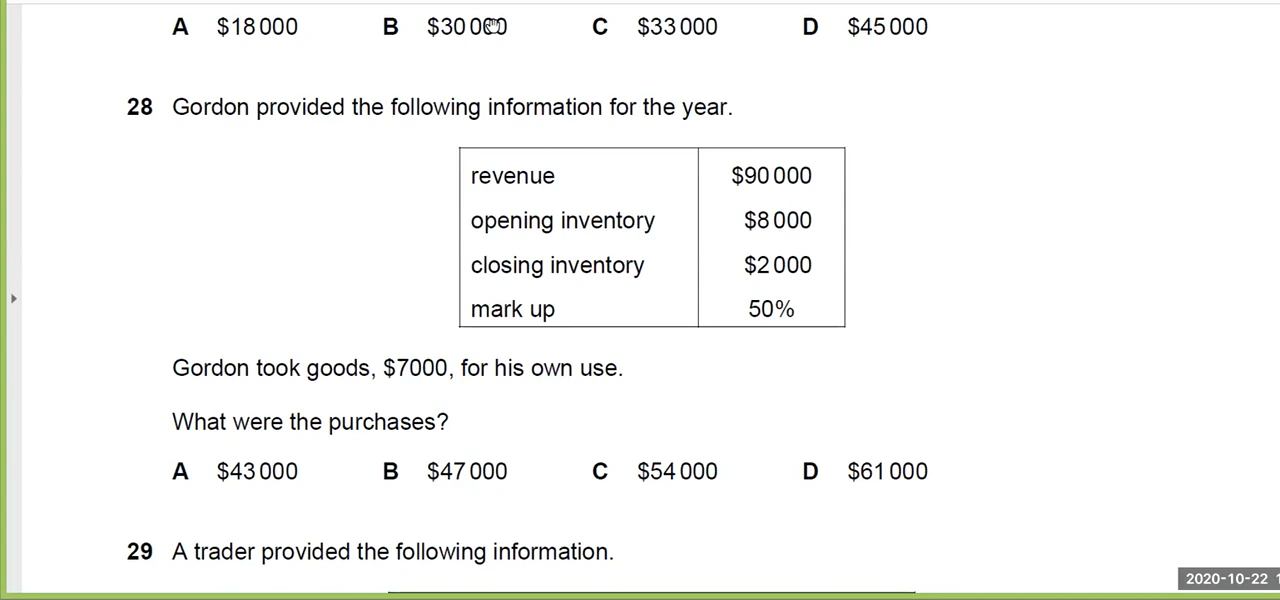 A $18 000 B $30 000 C $33 000 D $45 000
28 Gordon provided the following information for the year.
revenue $90 000
opening inventory $8 000
closing inventory $2 000
mark up 50%
Gordon took goods, $7000, for his own use.
What were the purchases?
A $43 000 B $47 000 C $54 000 D $61 000
29 A trader provided the following information.
2020-10-22